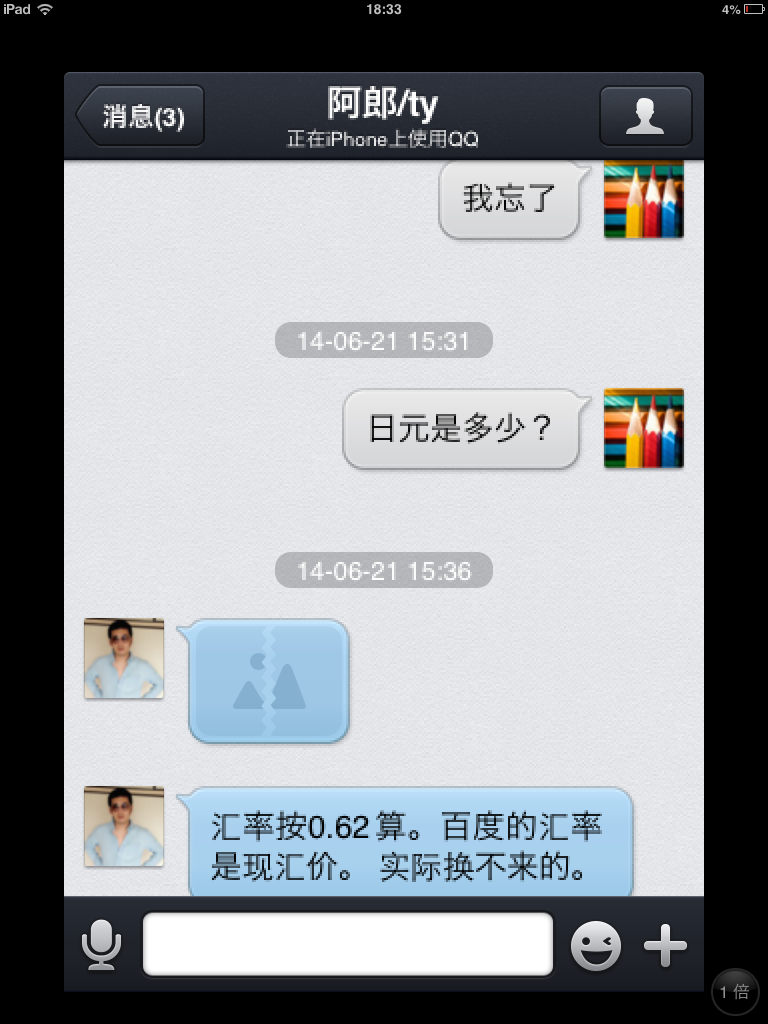 iPad 18:33 4%
消息(3)
阿郎/ty
正在iPhone上使用QQ
我忘了
14-06-21 15:31
日元是多少？
14-06-21 15:36
汇率按0.62算。百度的汇率
是现汇价。 实际换不来的。
1 倍